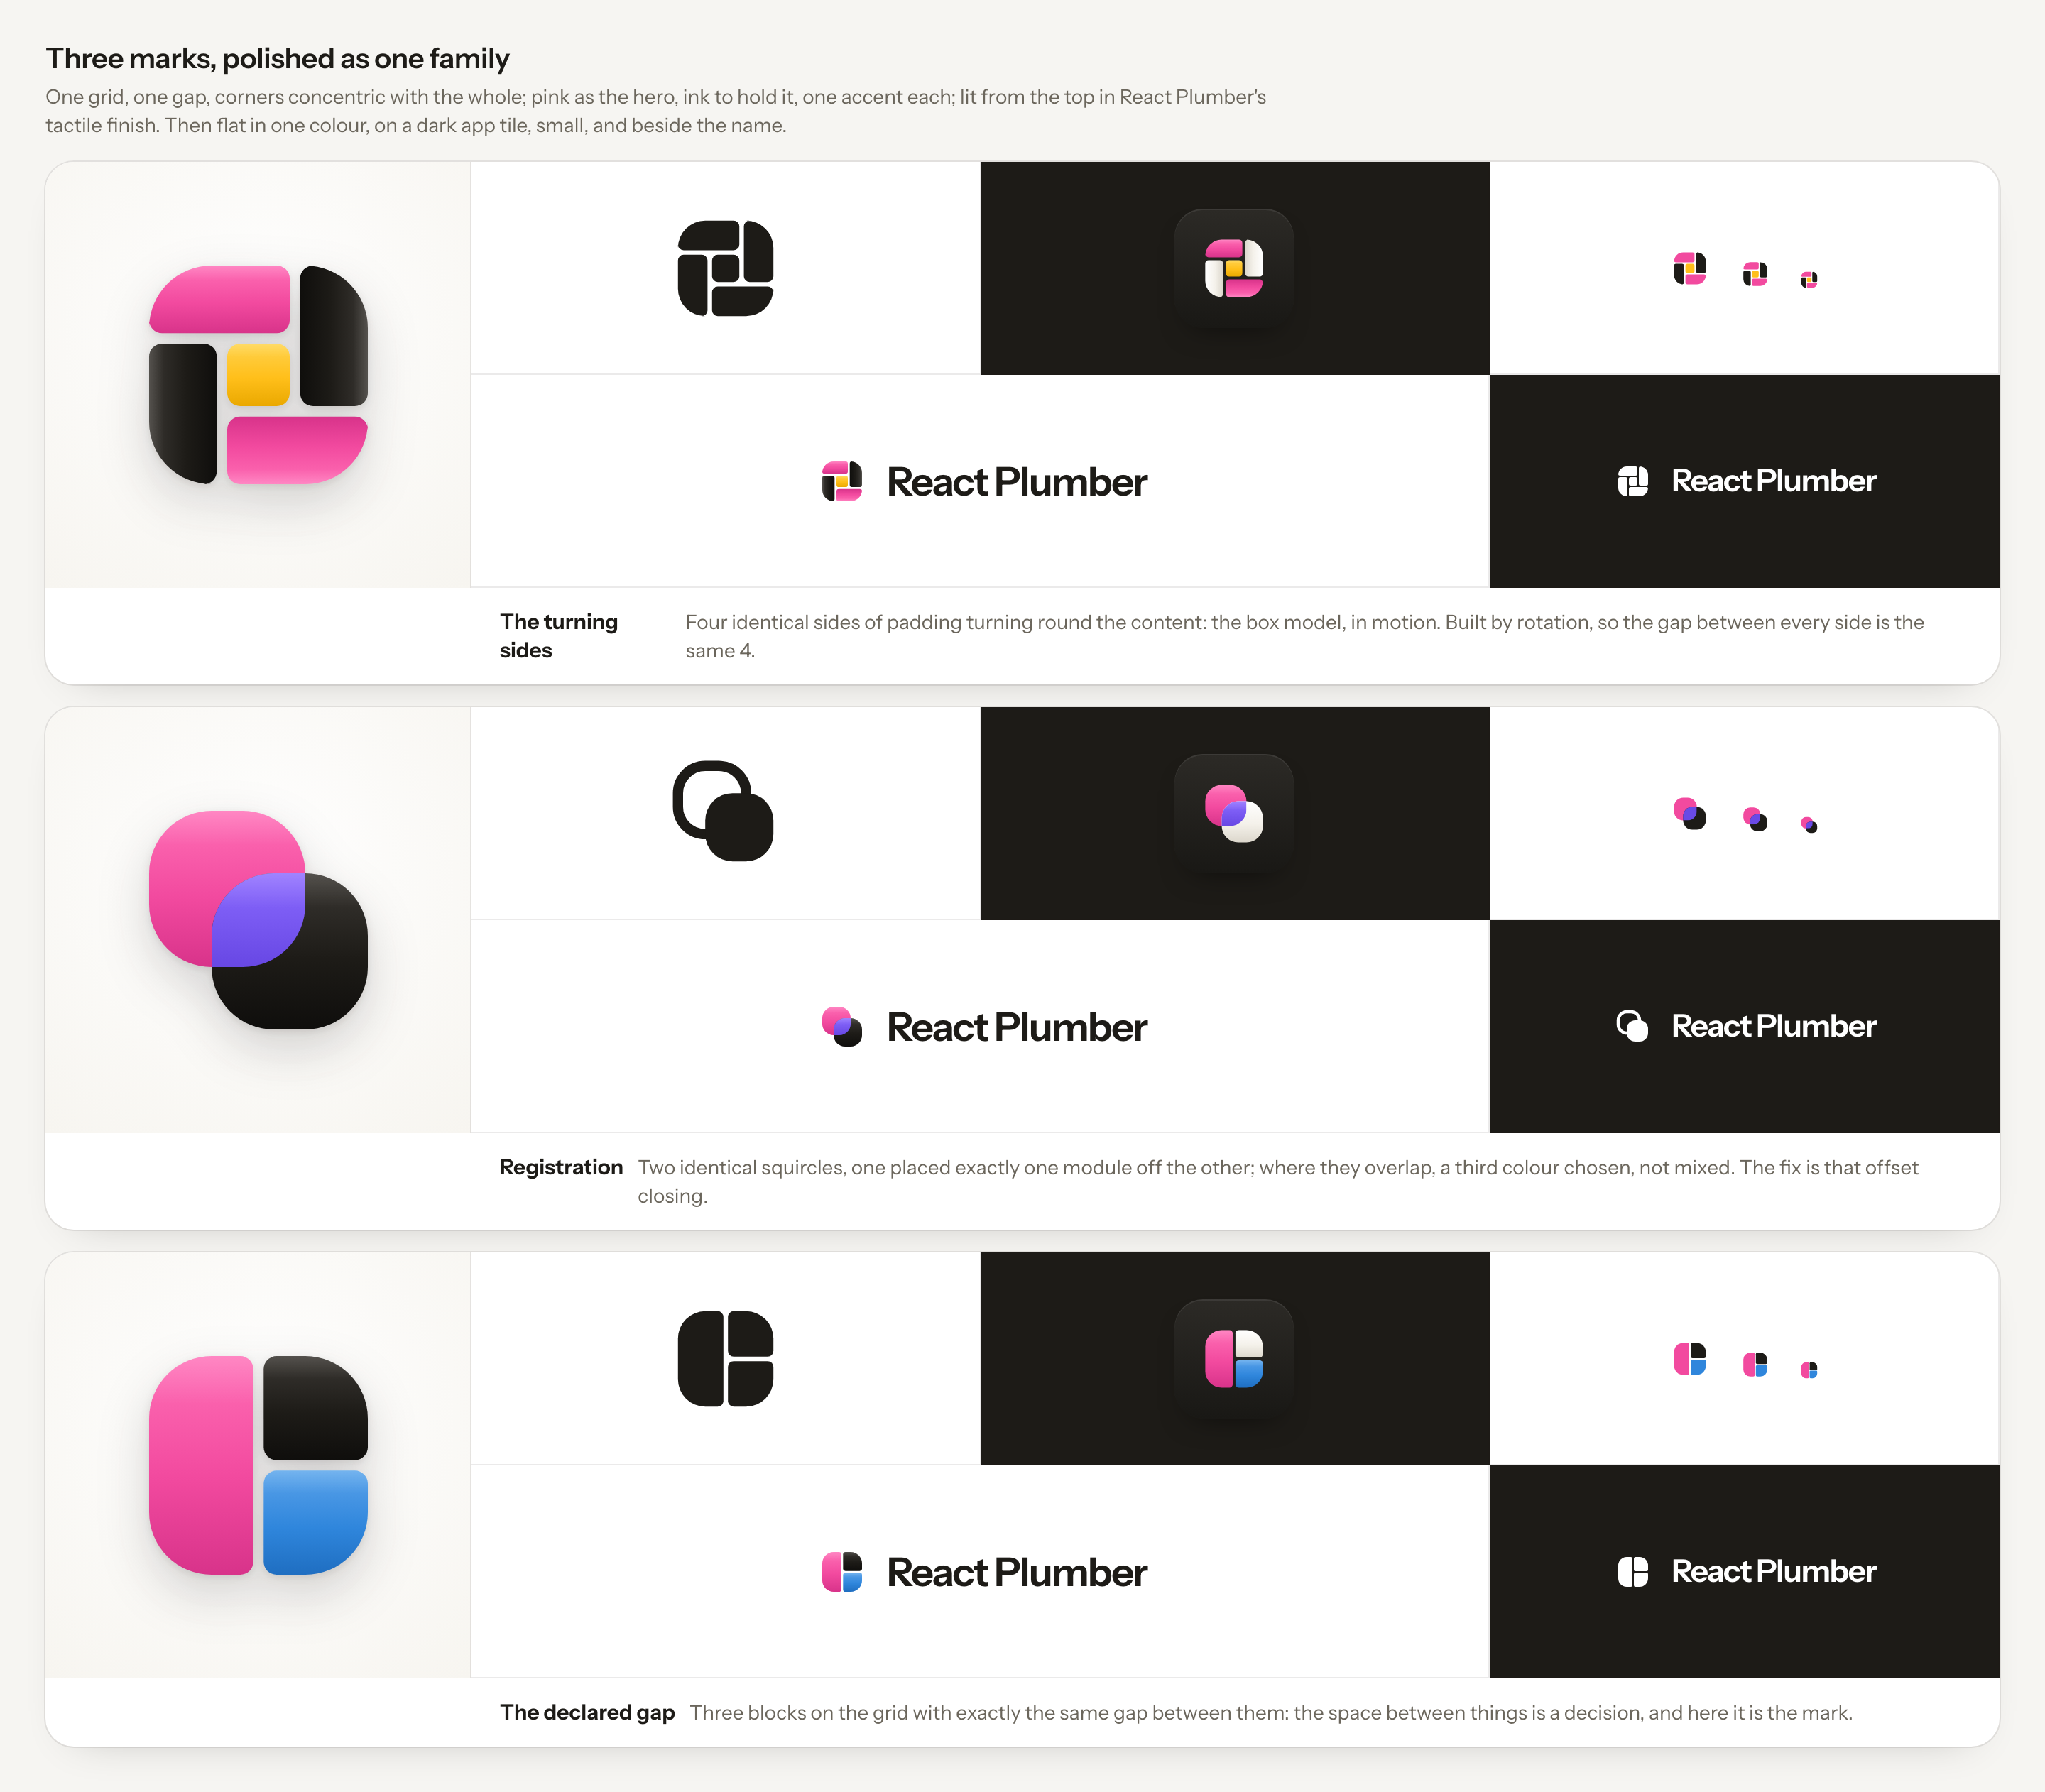 Three marks, polished as one family
One grid, one gap, corners concentric with the whole; pink as the hero, ink to hold it, one accent each; lit from the top in React Plumber's
tactile finish. Then flat in one colour, on a dark app tile, small, and beside the name.
React Plumber
React Plumber
The turning
sides
Four identical sides of padding turning round the content: the box model, in motion. Built by rotation, so the gap between every side is the
same 4.
React Plumber
React Plumber
Registration
Two identical squircles, one placed exactly one module off the other; where they overlap, a third colour chosen, not mixed. The fix is that offset
closing.
React Plumber
React Plumber
The declared gap
Three blocks on the grid with exactly the same gap between them: the space between things is a decision, and here it is the mark.